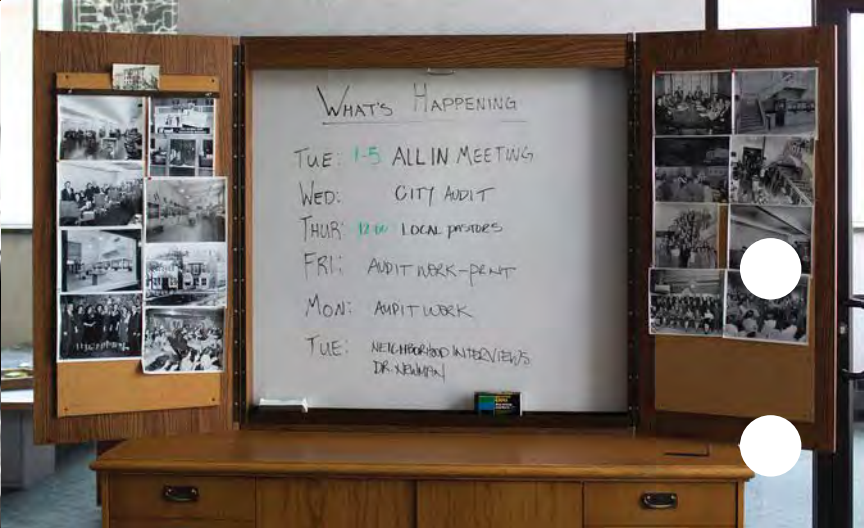 WHAT'S HAPPENING
TUE: 1-5 ALL IN MEETING
WED: CITY AUDIT
THUR: 12:00 LOCAL PASTORS
FRI: AUDIT WORK-PRINT
MON: AUDIT WORK
TUE: NEIGHBORHOOD INTERVIEWS
DR. NEWMAN